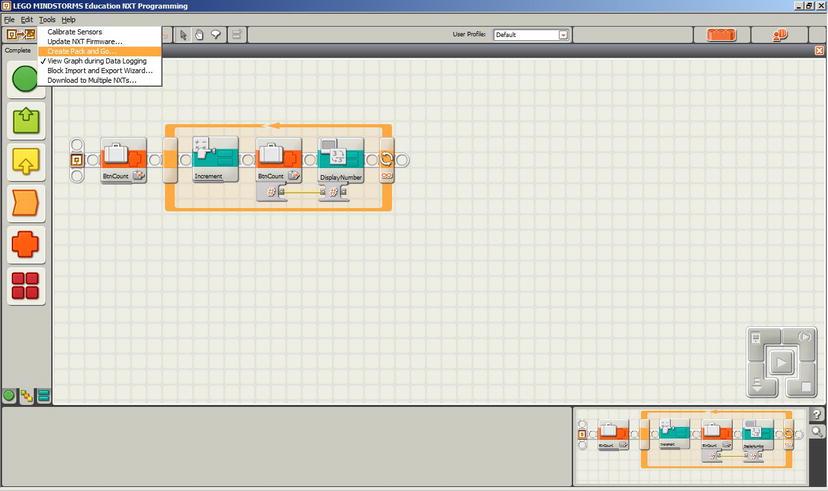 LEGO MINDSTORMS Education NXT Programming
File Edit Tools Help
Calibrate Sensors
Update NXT Firmware...
Create Pack and Go...
✓ View Graph during Data Logging
Block Import and Export Wizard...
Download to Multiple NXTs...
User Profile: Default
Complete
BtnCount
Increment
BtnCount
DisplayNumber
BtnCount
Increment
BtnCount
DisplayNumber
?